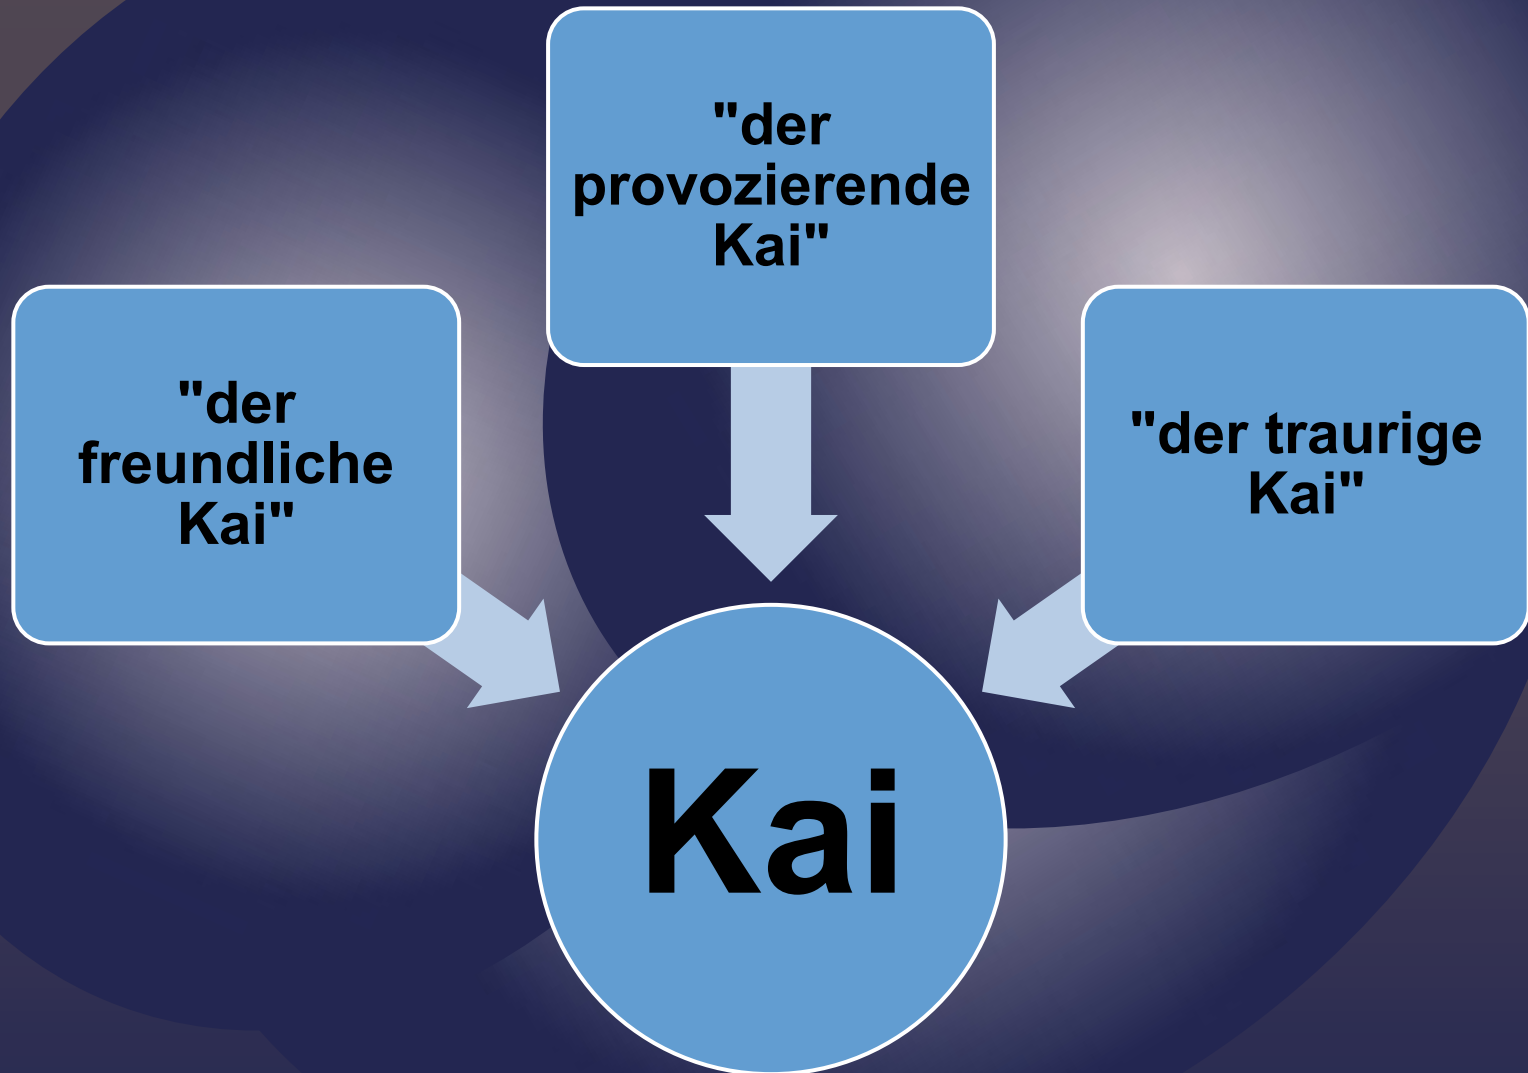 "der
provozierende
Kai"
"der
freundliche
Kai"
"der traurige
Kai"
Kai